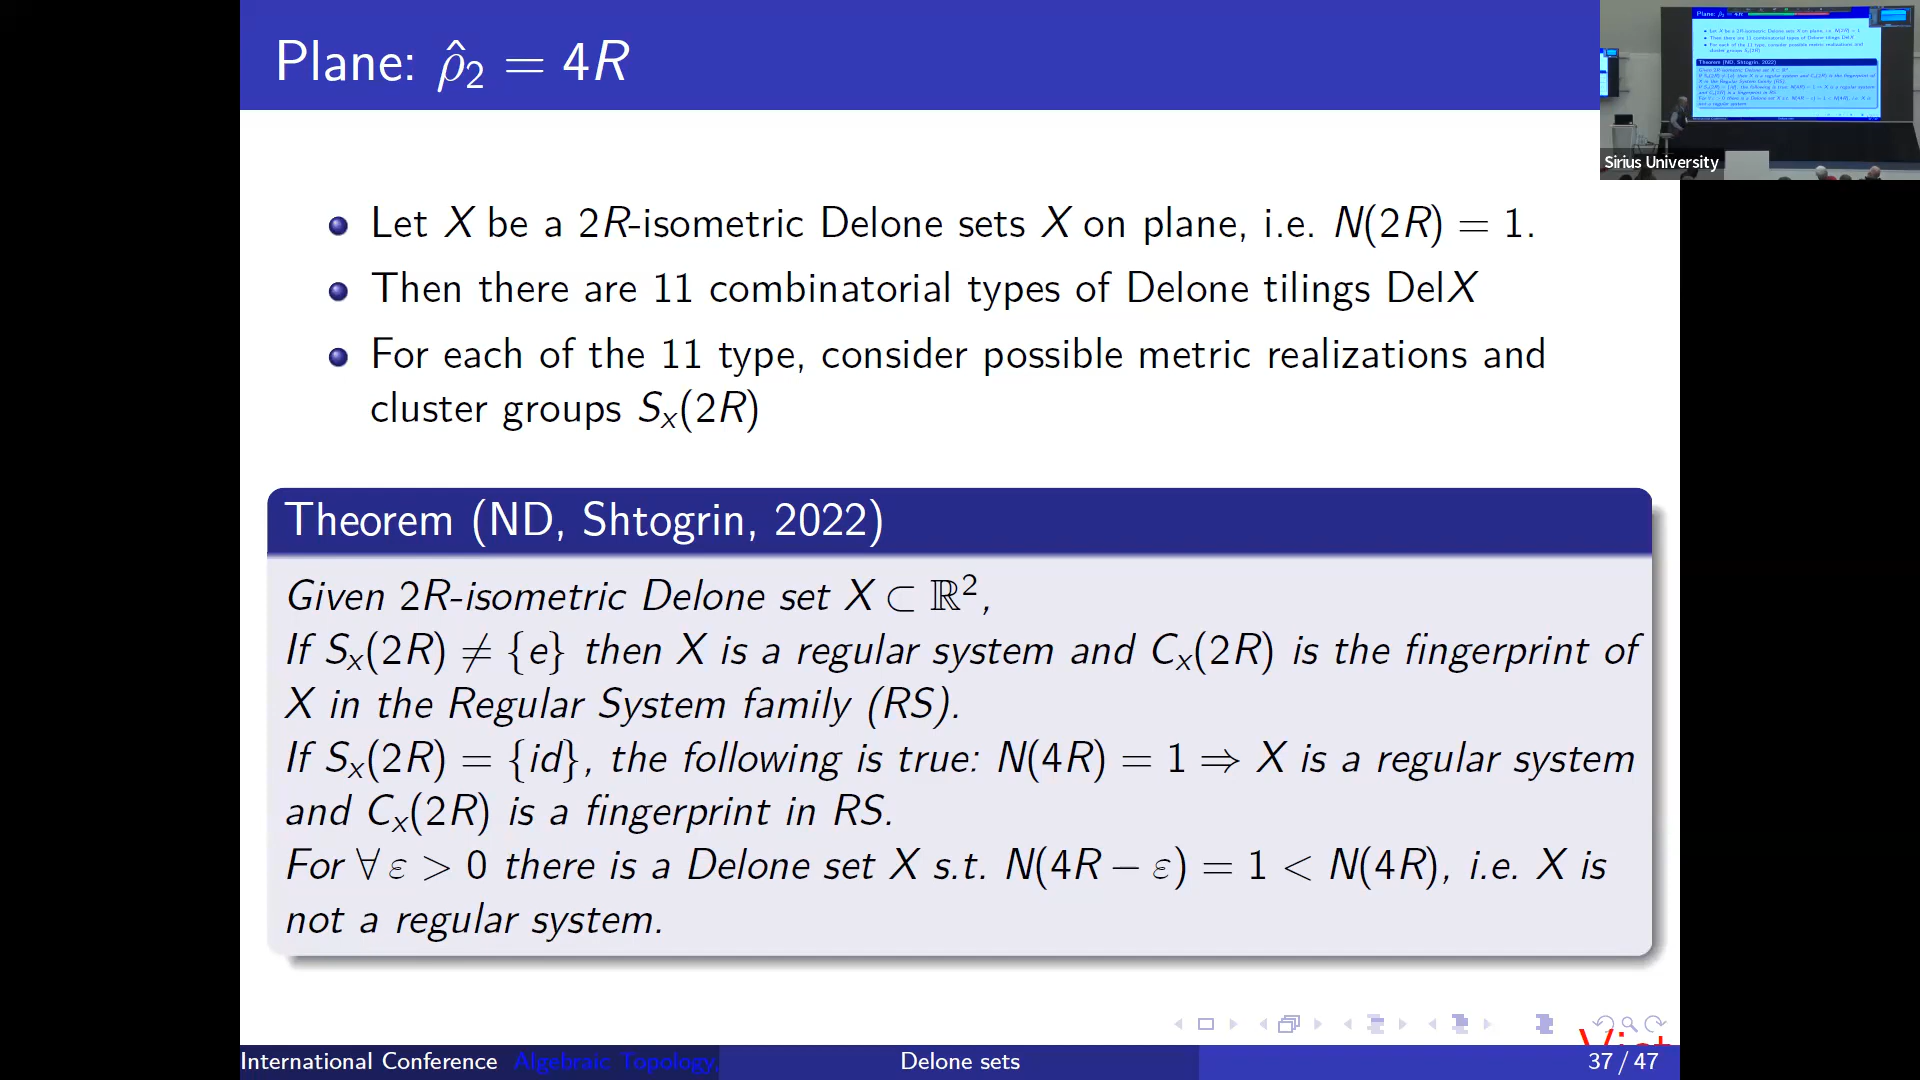 Plane: ρ̂₂ = 4R
Let X be a 2R-isometric Delone sets X on plane, i.e. N(2R) = 1.
Then there are 11 combinatorial types of Delone tilings DelX
For each of the 11 type, consider possible metric realizations and
cluster groups Sₓ(2R)
Theorem (ND, Shtogrin, 2022)
Given 2R-isometric Delone set X ⊂ ℝ²,
If Sₓ(2R) ≠ {e} then X is a regular system and Cₓ(2R) is the fingerprint of
X in the Regular System family (RS).
If Sₓ(2R) = {id}, the following is true: N(4R) = 1 ⇒ X is a regular system
and Cₓ(2R) is a fingerprint in RS.
For ∀ ε > 0 there is a Delone set X s.t. N(4R − ε) = 1 < N(4R), i.e. X is
not a regular system.
International Conference Algebraic Topology,
Delone sets
37 / 47
Sirius University